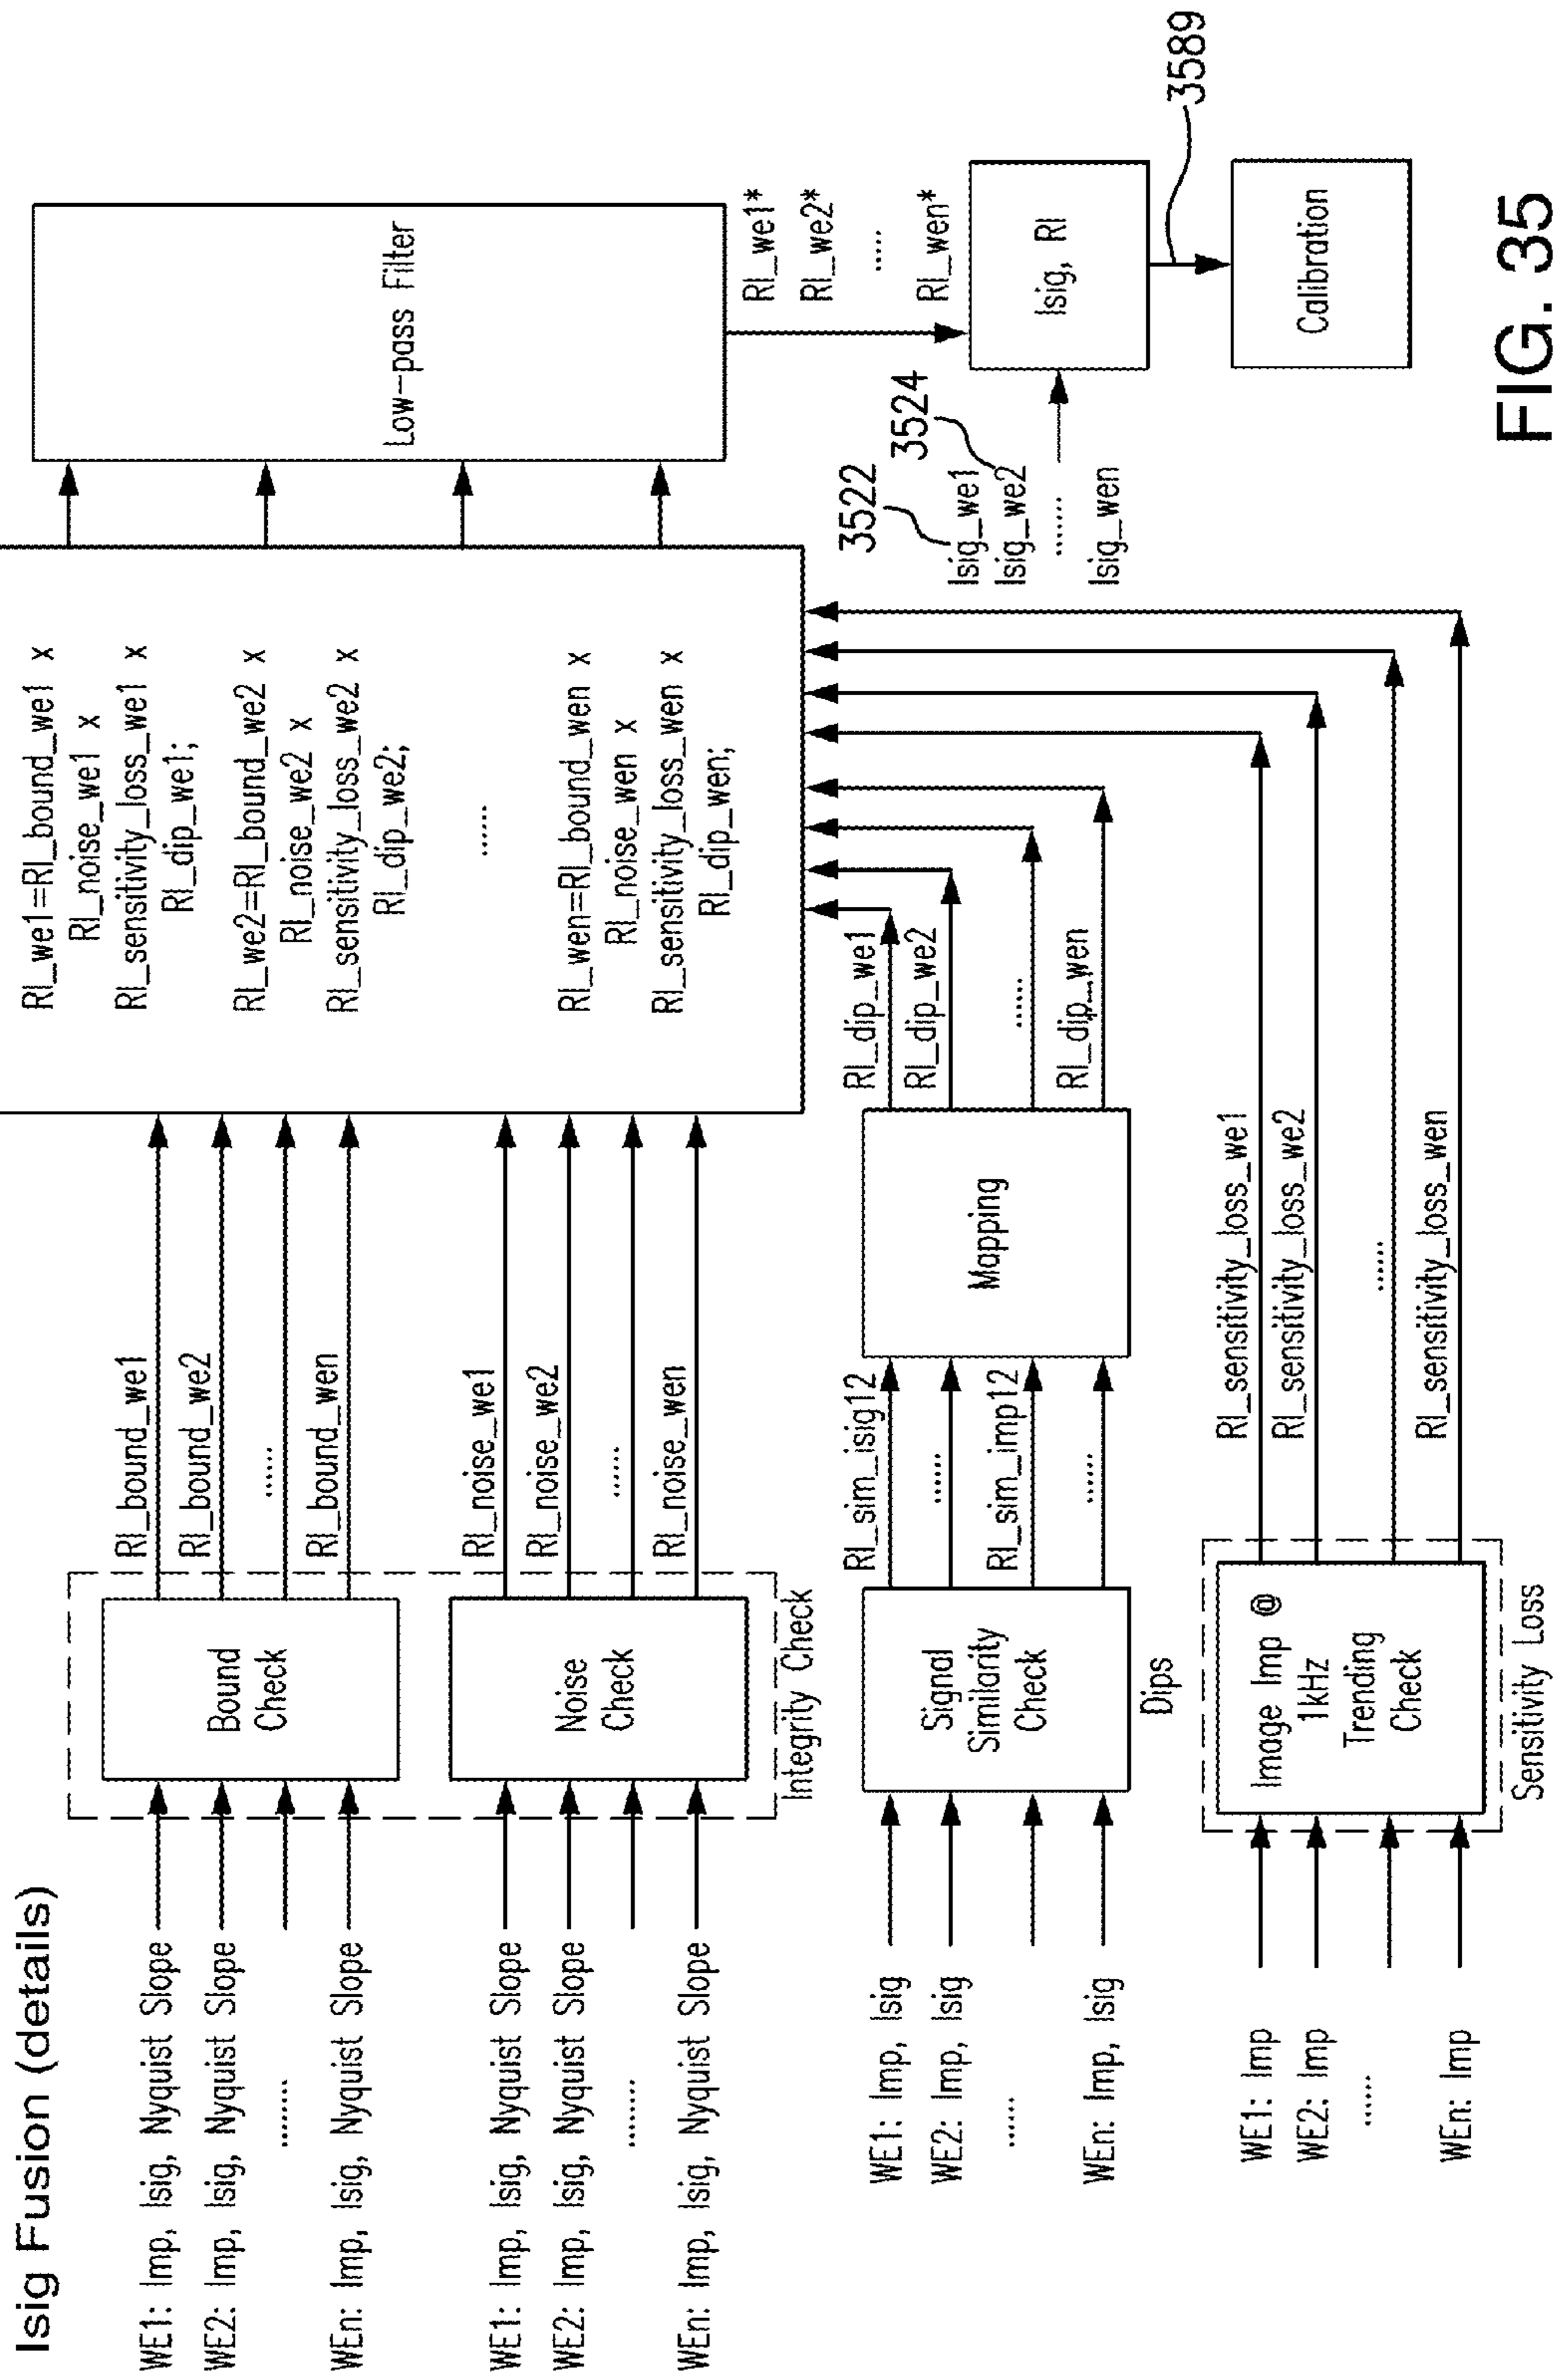 Isig Fusion (details)
WE1: Imp, Isig, Nyquist Slope
WE2: Imp, Isig, Nyquist Slope
........
WEn: Imp, Isig, Nyquist Slope
Bound
Check
RI_bound_we1
RI_bound_we2
......
RI_bound_wen
WE1: Imp, Isig, Nyquist Slope
WE2: Imp, Isig, Nyquist Slope
........
WEn: Imp, Isig, Nyquist Slope
Noise
Check
Integrity Check
RI_noise_we1
RI_noise_we2
......
RI_noise_wen
RI_we1=RI_bound_we1 x
RI_noise_we1 x
RI_sensitivity_loss_we1 x
RI_dip_we1;
RI_we2=RI_bound_we2 x
RI_noise_we2 x
RI_sensitivity_loss_we2 x
RI_dip_we2;
......
RI_wen=RI_bound_wen x
RI_noise_wen x
RI_sensitivity_loss_wen x
RI_dip_wen;
Low-pass Filter
RI_we1*
RI_we2*
.....
RI_wen*
WE1: Imp, Isig
WE2: Imp, Isig
......
WEn: Imp, Isig
Signal
Similarity
Check
Dips
RI_sim_isig12
......
RI_sim_imp12
......
Mapping
RI_dip_we1
RI_dip_we2
......
RI_dip_wen
3522
3524
Isig_we1
Isig_we2
.......
Isig_wen
Isig, RI
3589
Calibration
WE1: Imp
WE2: Imp
......
WEn: Imp
Image Imp @
1kHz
Trending
Check
Sensitivity Loss
RI_sensitivity_loss_we1
RI_sensitivity_loss_we2
......
RI_sensitivity_loss_wen
FIG. 35